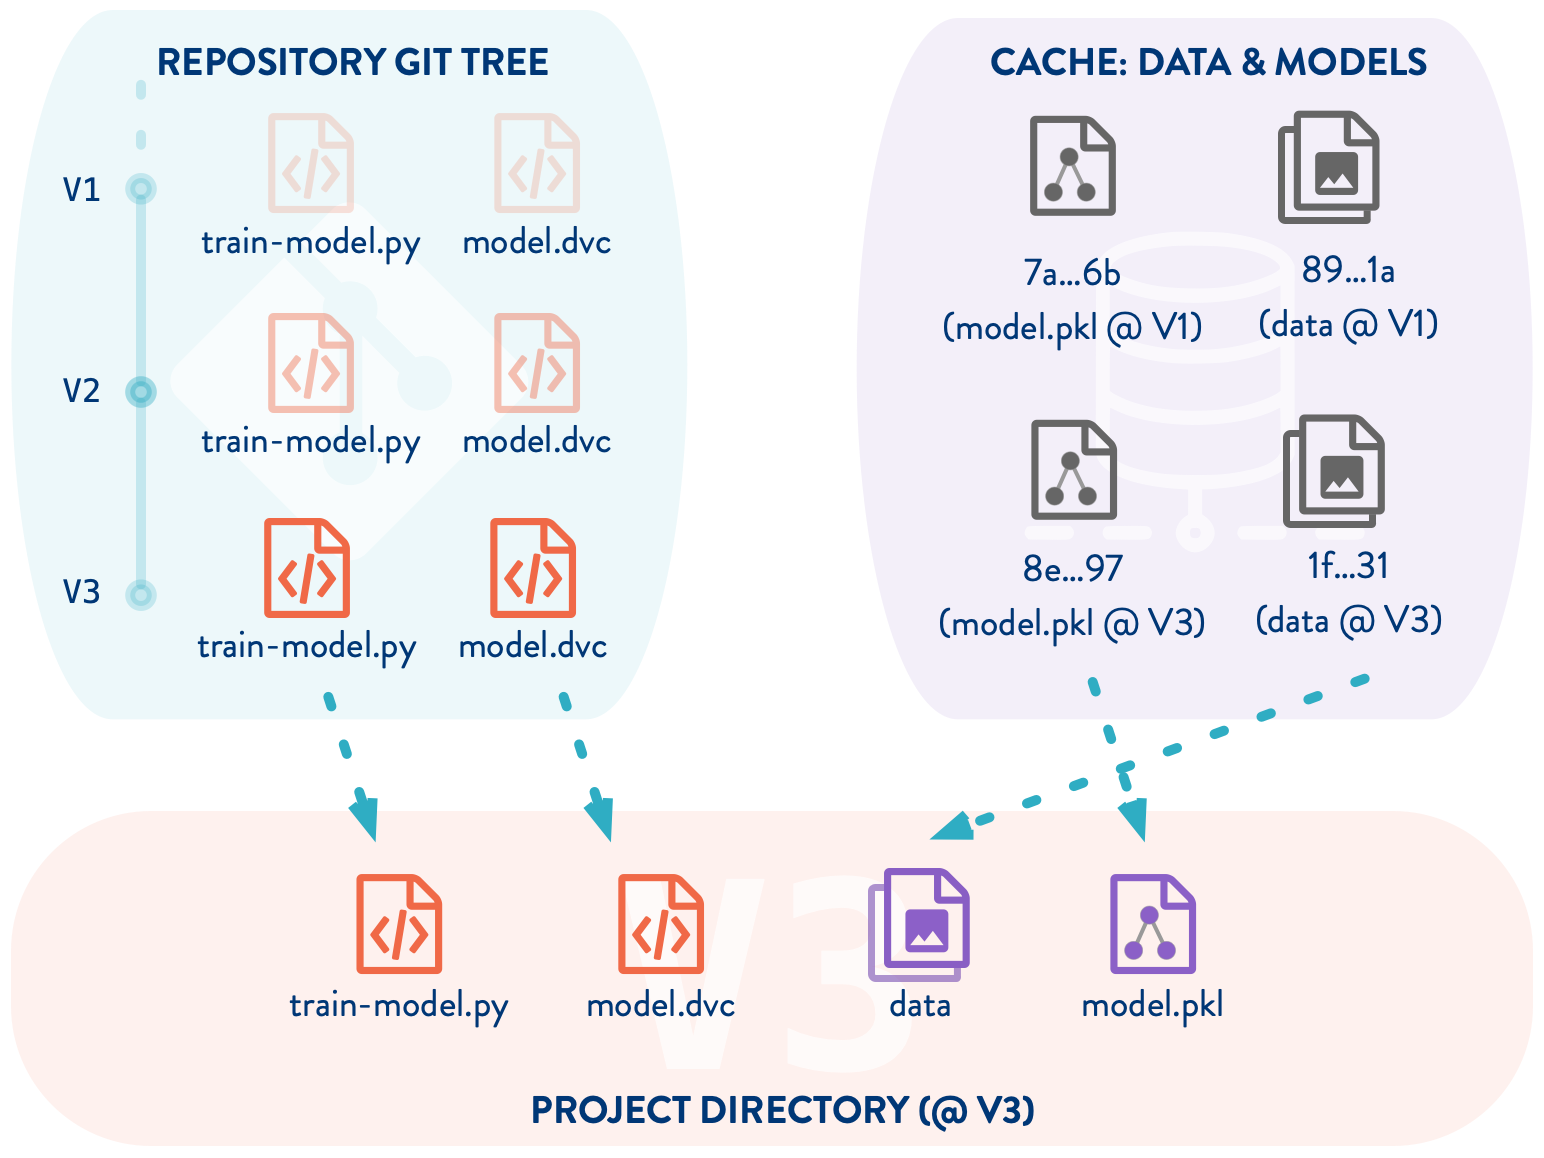 REPOSITORY GIT TREE
V1
train-model.py
model.dvc
V2
train-model.py
model.dvc
V3
train-model.py
model.dvc
CACHE: DATA & MODELS
7a...6b
(model.pkl @ V1)
89...1a
(data @ V1)
8e...97
(model.pkl @ V3)
1f...31
(data @ V3)
V3
train-model.py
model.dvc
data
model.pkl
PROJECT DIRECTORY (@ V3)